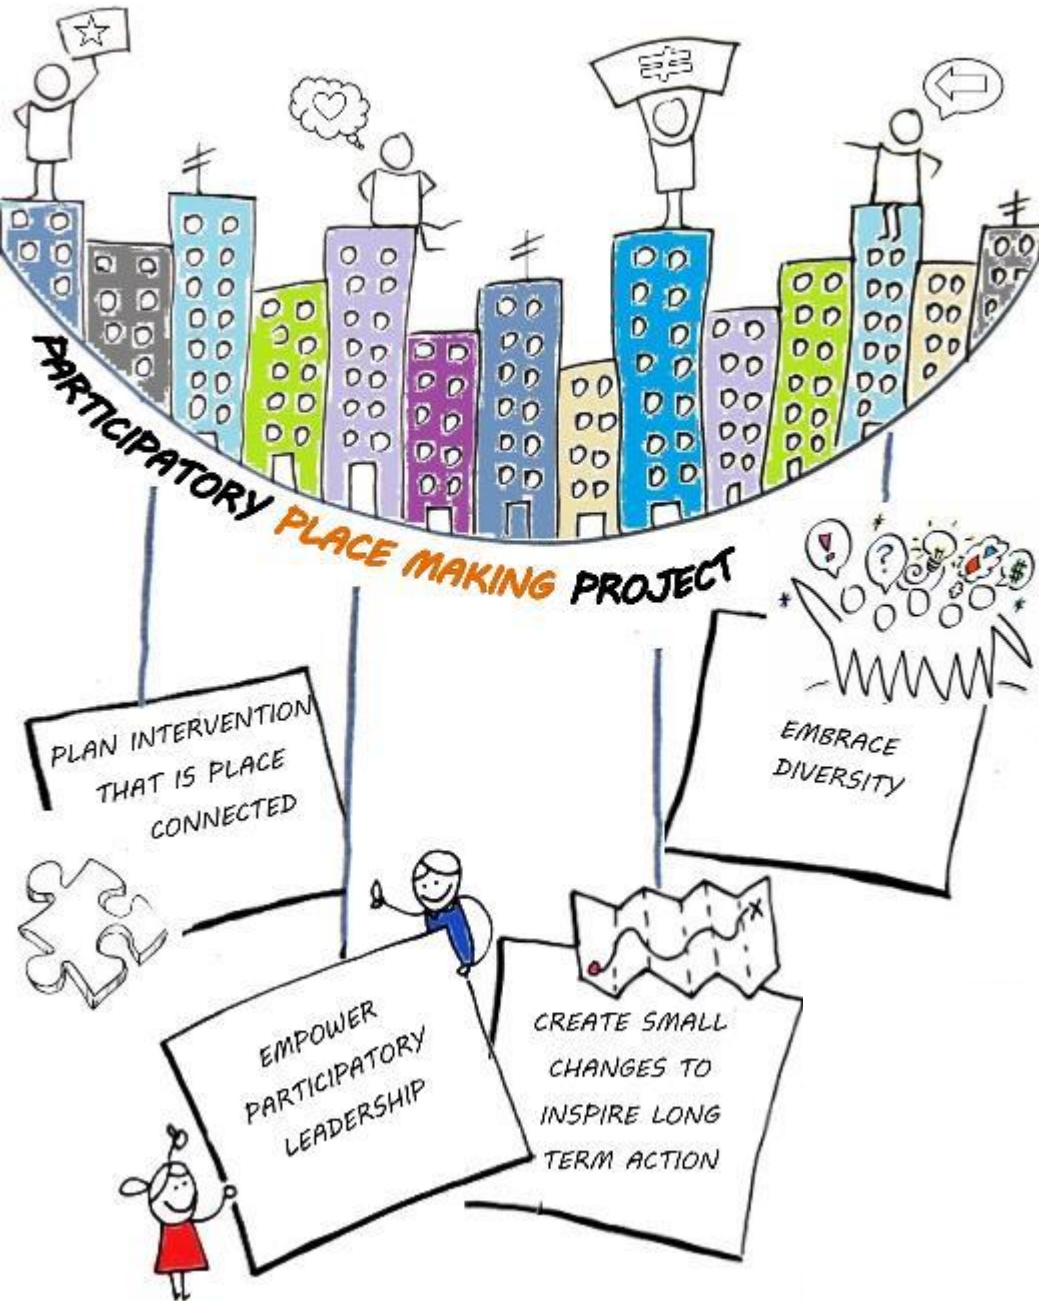 PARTICIPATORY PLACE MAKING PROJECT
PLAN INTERVENTION
THAT IS PLACE
CONNECTED
EMBRACE
DIVERSITY
EMPOWER
PARTICIPATORY
LEADERSHIP
CREATE SMALL
CHANGES TO
INSPIRE LONG
TERM ACTION